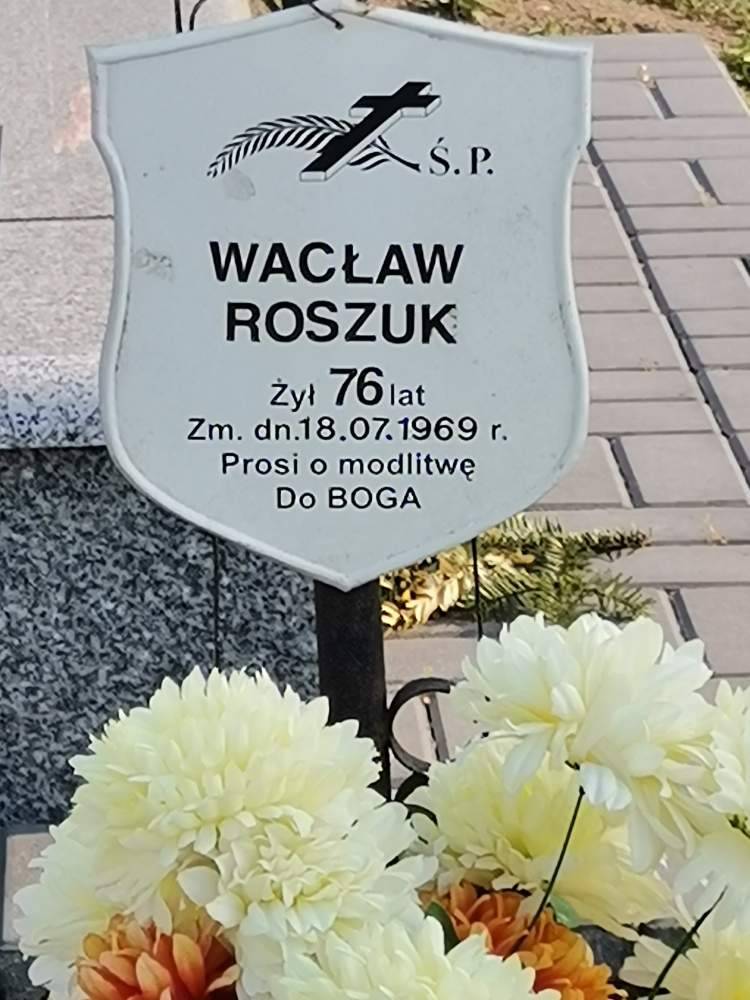 Ś.P.
WACŁAW
ROSZUK
Żył 76 lat
Zm. dn.18.07.1969 r.
Prosi o modlitwę
Do BOGA